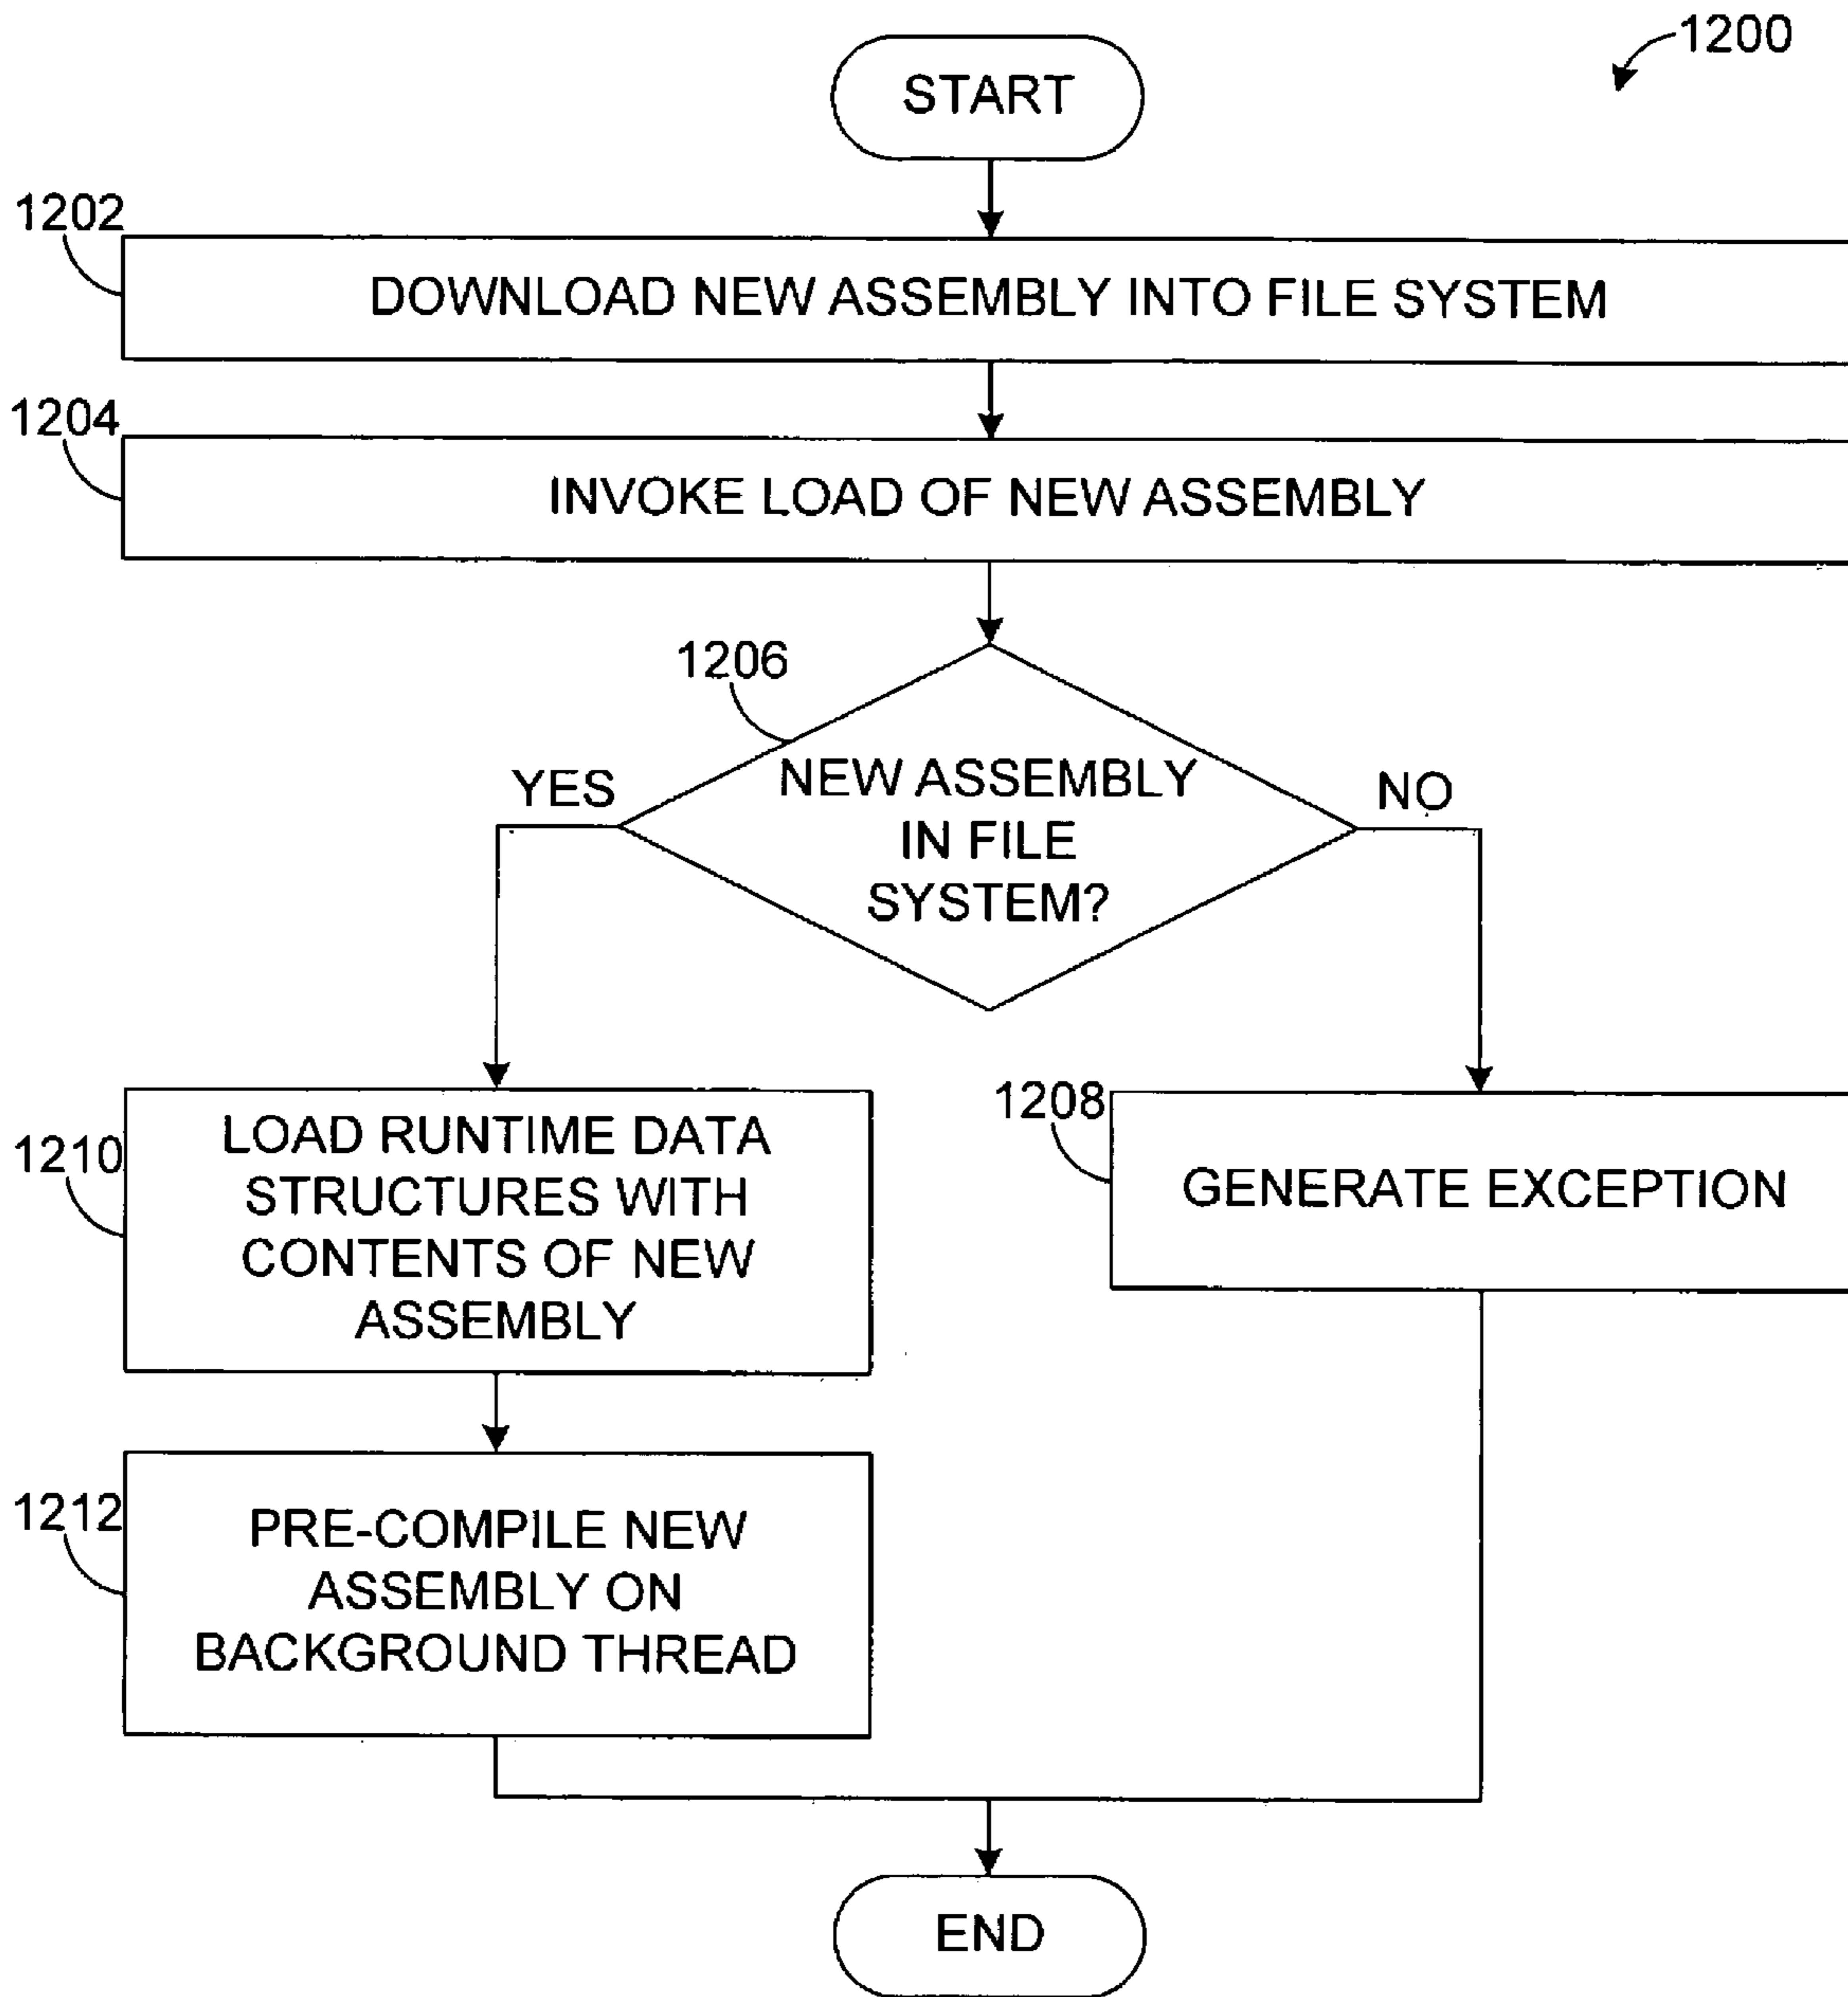 1200
START
1202
DOWNLOAD NEW ASSEMBLY INTO FILE SYSTEM
1204
INVOKE LOAD OF NEW ASSEMBLY
1206
NEW ASSEMBLY
IN FILE
SYSTEM?
YES
NO
1210
LOAD RUNTIME DATA
STRUCTURES WITH
CONTENTS OF NEW
ASSEMBLY
1208
GENERATE EXCEPTION
1212
PRE-COMPILE NEW
ASSEMBLY ON
BACKGROUND THREAD
END